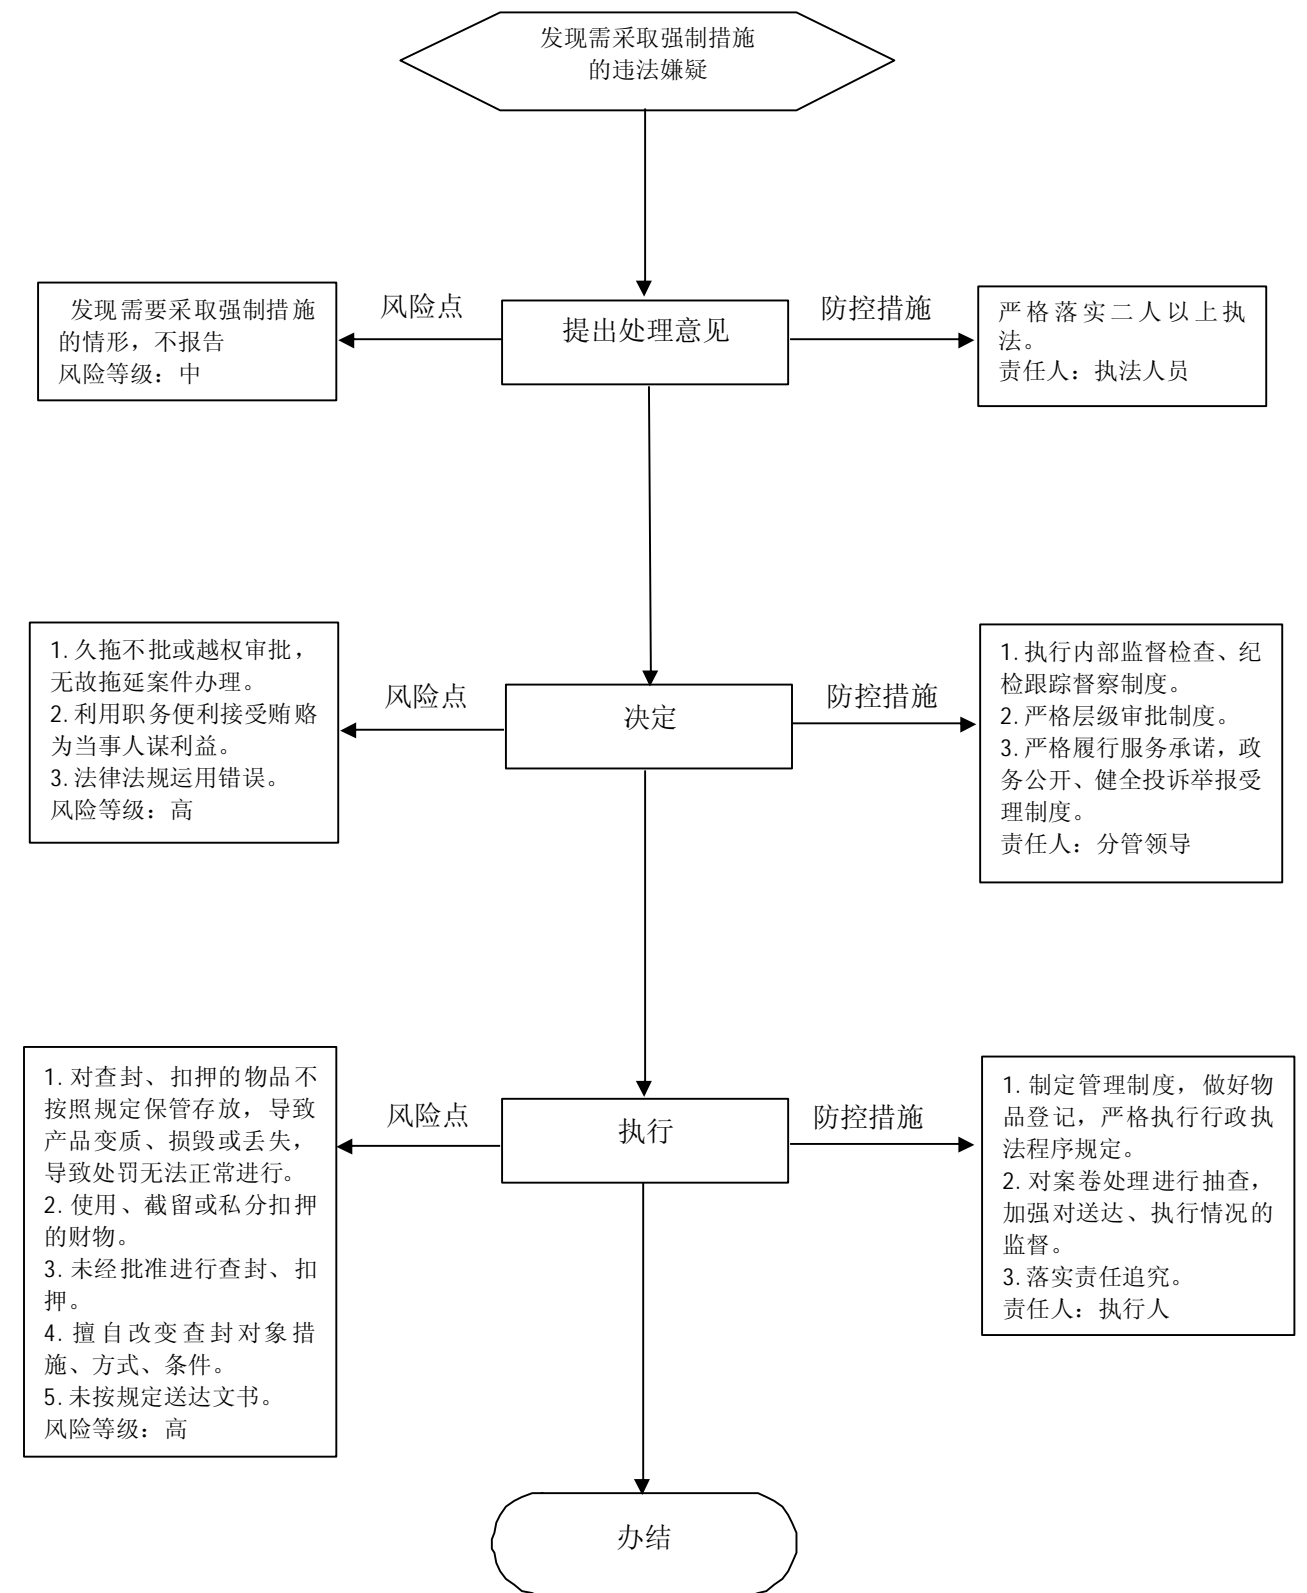 发现需采取强制措施
的违法嫌疑
发现需要采取强制措施
的情形，不报告
风险等级：中
风险点
提出处理意见
防控措施
严格落实二人以上执
法。
责任人：执法人员
1.久拖不批或越权审批，
无故拖延案件办理。
2.利用职务便利接受贿赂
为当事人谋利益。
3.法律法规运用错误。
风险等级：高
风险点
决定
防控措施
1.执行内部监督检查、纪
检跟踪督察制度。
2.严格层级审批制度。
3.严格履行服务承诺，政
务公开、健全投诉举报受
理制度。
责任人：分管领导
1.对查封、扣押的物品不
按照规定保管存放，导致
产品变质、损毁或丢失，
导致处罚无法正常进行。
2.使用、截留或私分扣押
的财物。
3.未经批准进行查封、扣
押。
4.擅自改变查封对象措
施、方式、条件。
5.未按规定送达文书。
风险等级：高
风险点
执行
防控措施
1.制定管理制度，做好物
品登记，严格执行行政执
法程序规定。
2.对案卷处理进行抽查，
加强对送达、执行情况的
监督。
3.落实责任追究。
责任人：执行人
办结